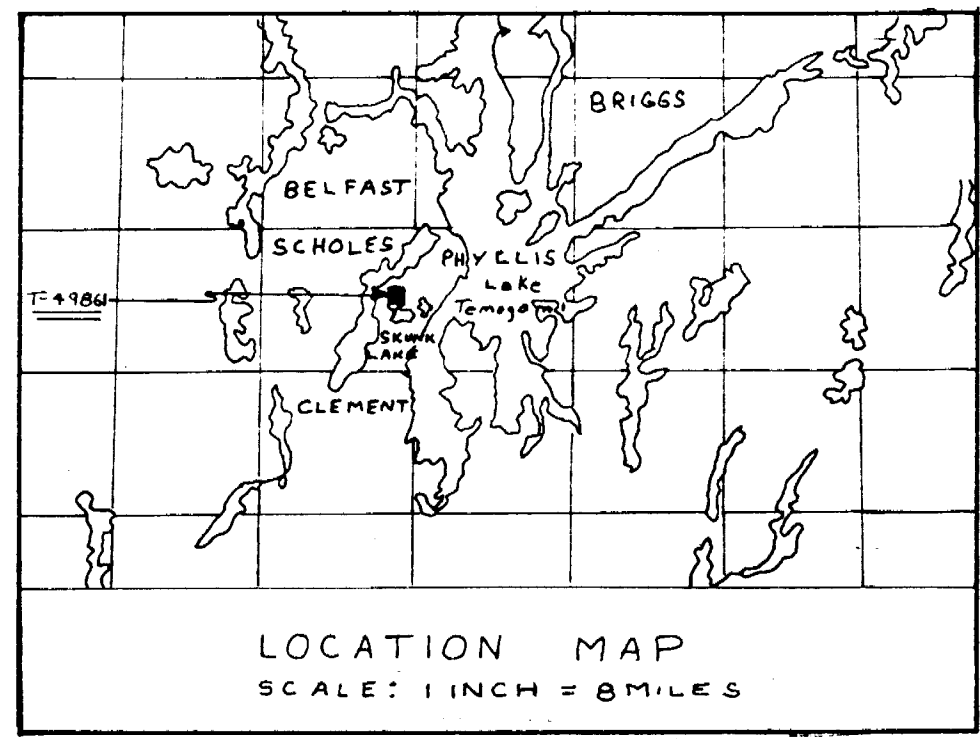 BRIGGS
BELFAST
SCHOLES
PHYLLIS
Lake
Temagami
T-49861
SKUNK
LAKE
CLEMENT
LOCATION MAP
SCALE: 1 INCH = 8 MILES